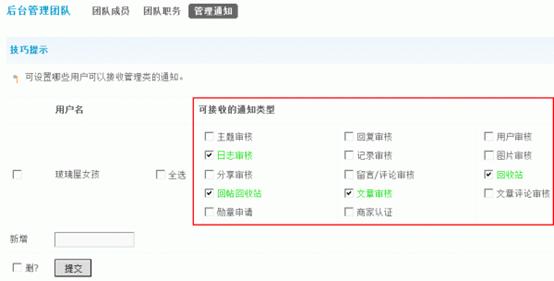 后台管理团队 团队成员 团队职务 管理通知
技巧提示
可设置哪些用户可以接收管理类的通知。
用户名 可接收的通知类型
主题审核 回复审核 用户审核
日志审核 记录审核 图片审核
玻璃屋女孩 全选 分享审核 留言/评论审核 回收站
回帖回收站 文章审核 文章评论审核
勋章申请 商家认证
新增
删? 提交